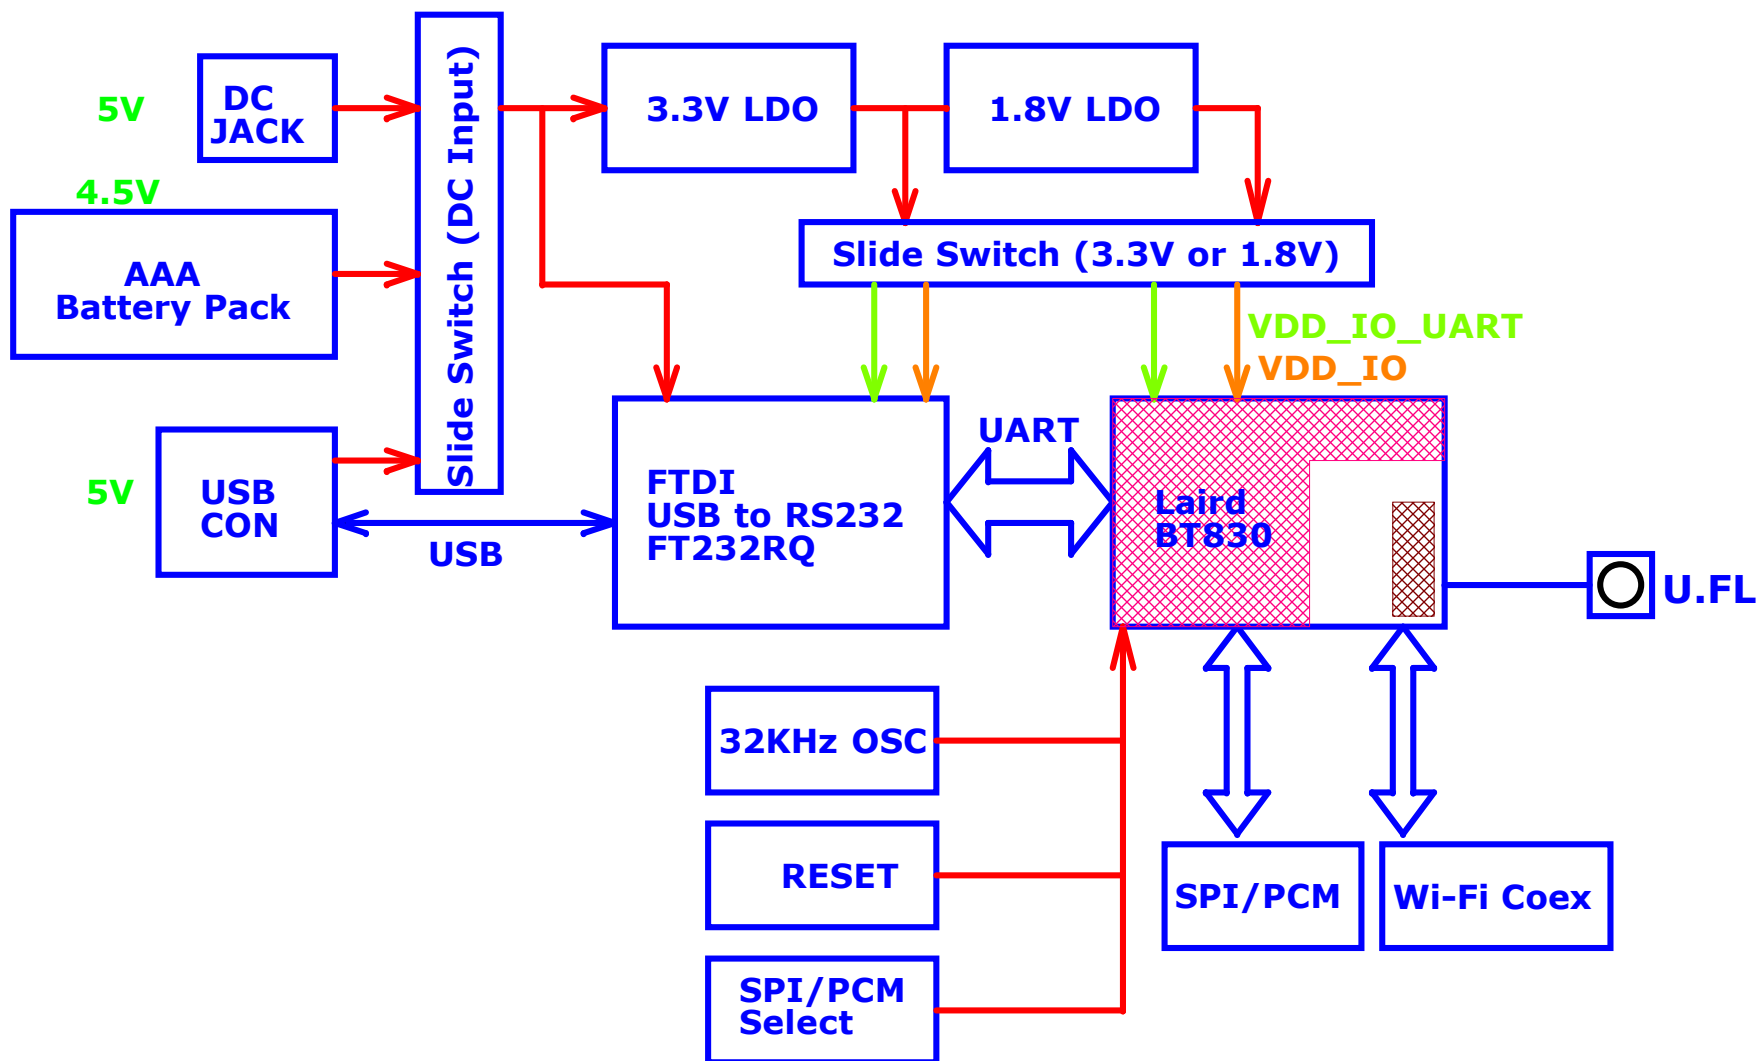 5V
DC
JACK
4.5V
AAA
Battery Pack
5V
USB
CON
Slide Switch (DC Input)
3.3V LDO
1.8V LDO
Slide Switch (3.3V or 1.8V)
VDD_IO_UART
VDD_IO
USB
FTDI
USB to RS232
FT232RQ
UART
Laird
BT830
U.FL
32KHz OSC
RESET
SPI/PCM
Select
SPI/PCM
Wi-Fi Coex